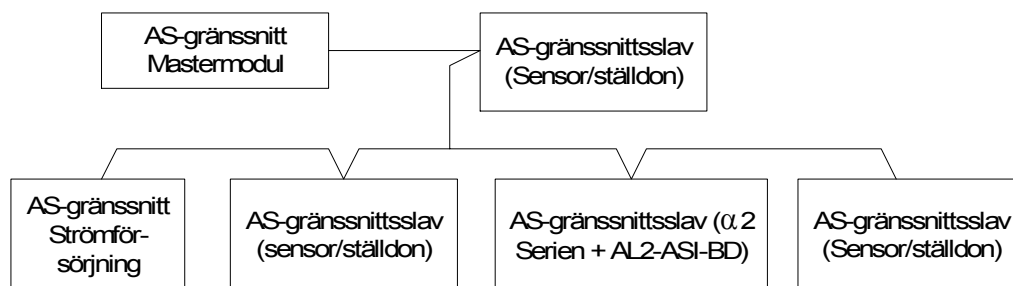 AS-gränssnitt
Mastermodul
AS-gränssnittsslav
(Sensor/ställdon)
AS-gränssnitt
Strömför-
sörjning
AS-gränssnittsslav
(sensor/ställdon)
AS-gränssnittsslav (α2
Serien + AL2-ASI-BD)
AS-gränssnittsslav
(Sensor/ställdon)